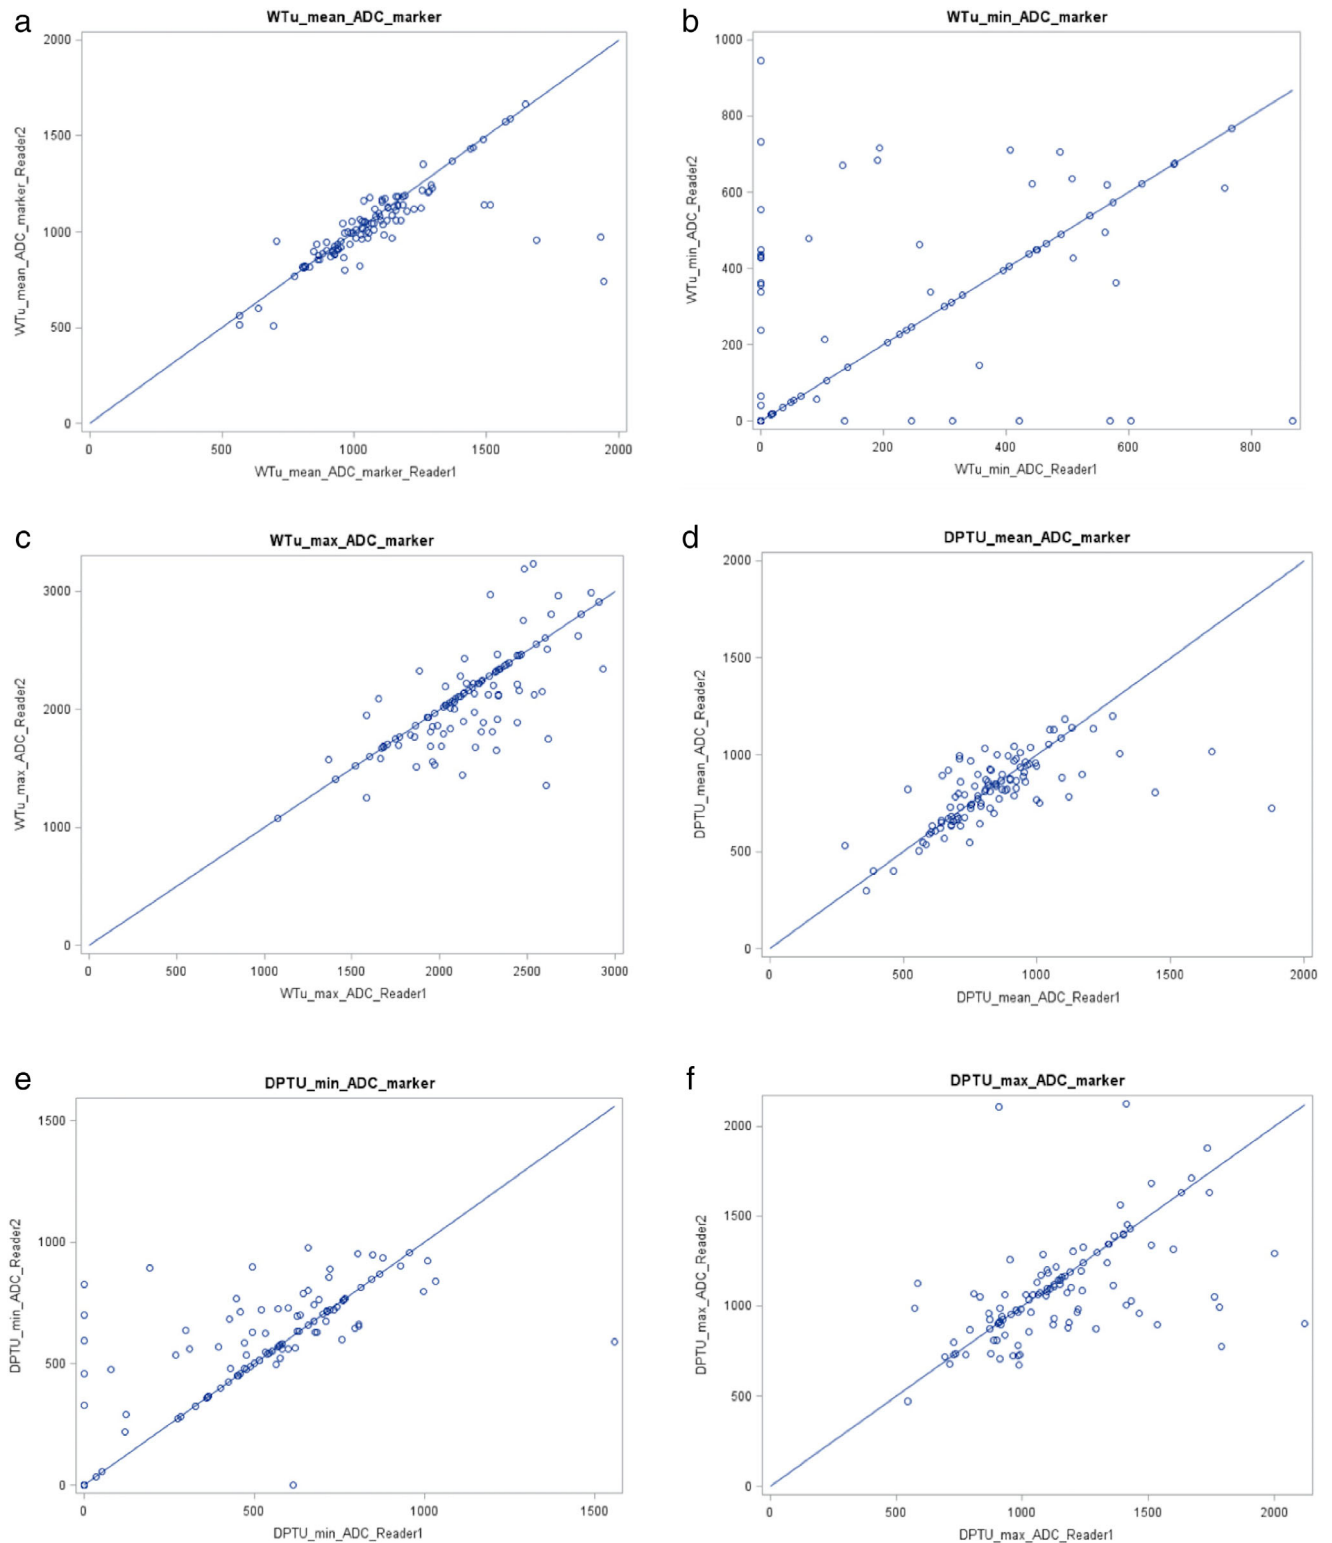 a
WTu_mean_ADC_marker
WTu_mean_ADC_marker_Reader2
2000
1500
1000
500
0
0 500 1000 1500 2000
WTu_mean_ADC_marker_Reader1
b
WTu_min_ADC_marker
WTu_min_ADC_Reader2
1000
800
600
400
200
0
0 200 400 600 800
WTu_min_ADC_Reader1
c
WTu_max_ADC_marker
WTu_max_ADC_Reader2
3000
2000
1000
0
0 500 1000 1500 2000 2500 3000
WTu_max_ADC_Reader1
d
DPTU_mean_ADC_marker
DPTU_mean_ADC_Reader2
2000
1500
1000
500
0
0 500 1000 1500 2000
DPTU_mean_ADC_Reader1
e
DPTU_min_ADC_marker
DPTU_min_ADC_Reader2
1500
1000
500
0
0 500 1000 1500
DPTU_min_ADC_Reader1
f
DPTU_max_ADC_marker
DPTU_max_ADC_Reader2
2000
1500
1000
500
0
0 500 1000 1500 2000
DPTU_max_ADC_Reader1